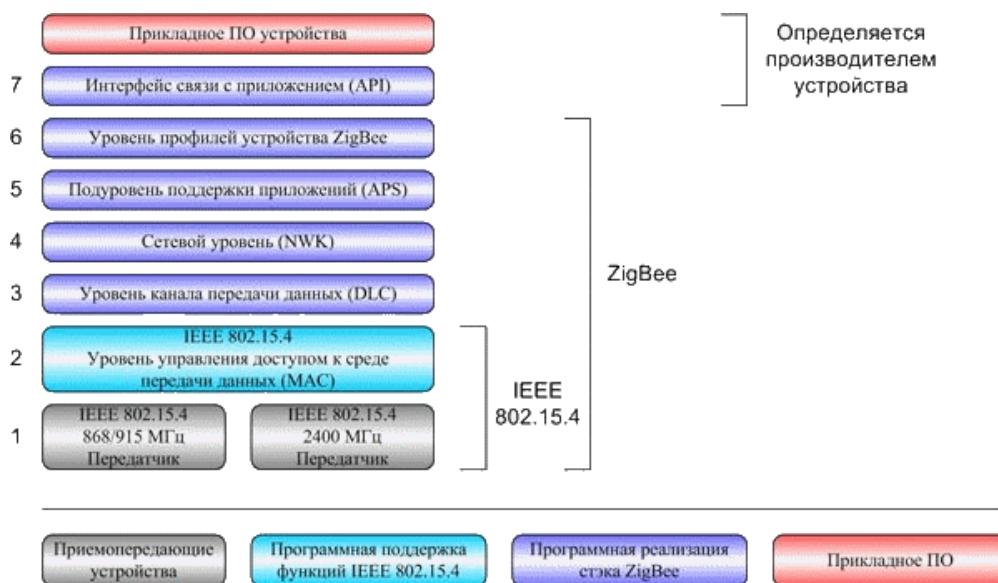 Прикладное ПО устройства
Определяется
производителем
устройства
7
Интерфейс связи с приложением (API)
6
Уровень профилей устройства ZigBee
5
Подуровень поддержки приложений (APS)
4
Сетевой уровень (NWK)
ZigBee
3
Уровень канала передачи данных (DLC)
2
IEEE 802.15.4
Уровень управления доступом к среде
передачи данных (MAC)
IEEE
802.15.4
1
IEEE 802.15.4
868/915 МГц
Передатчик
IEEE 802.15.4
2400 МГц
Передатчик
Приемопередающие
устройства
Программная поддержка
функций IEEE 802.15.4
Программная реализация
стэка ZigBee
Прикладное ПО